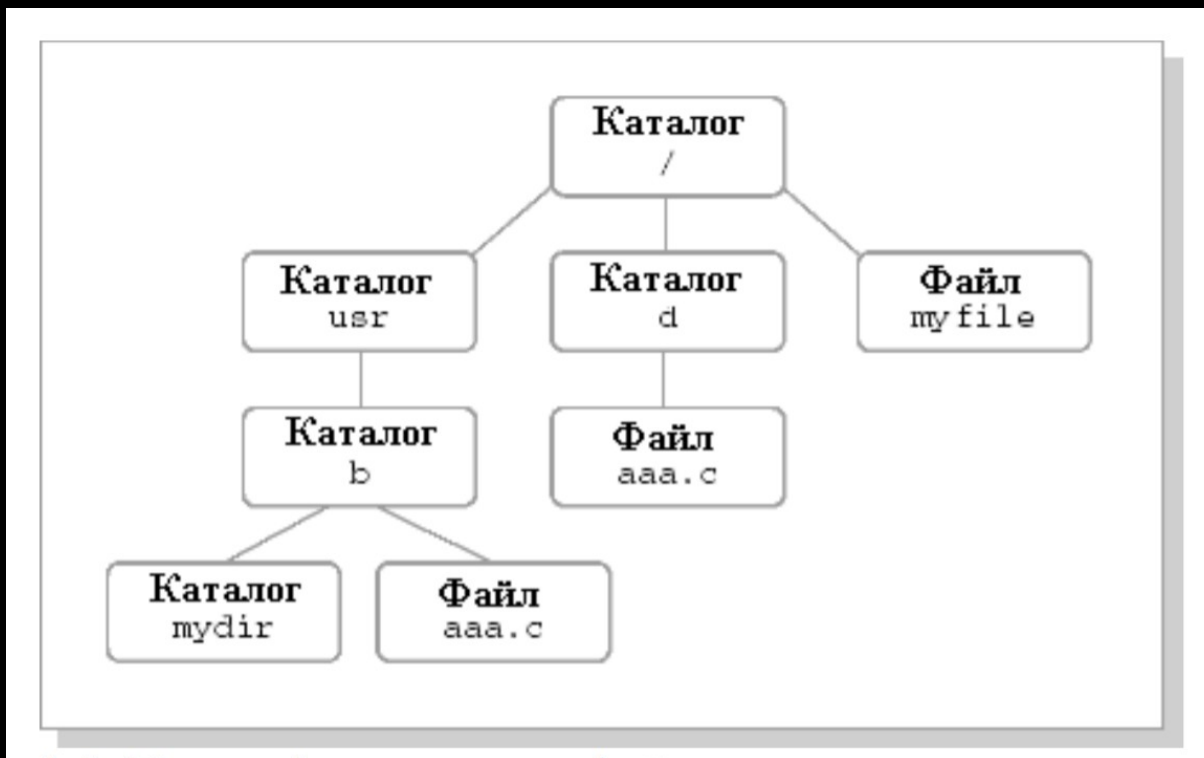 Каталог
/
Каталог
usr
Каталог
d
Файл
myfile
Каталог
b
Файл
aaa.c
Каталог
mydir
Файл
aaa.c